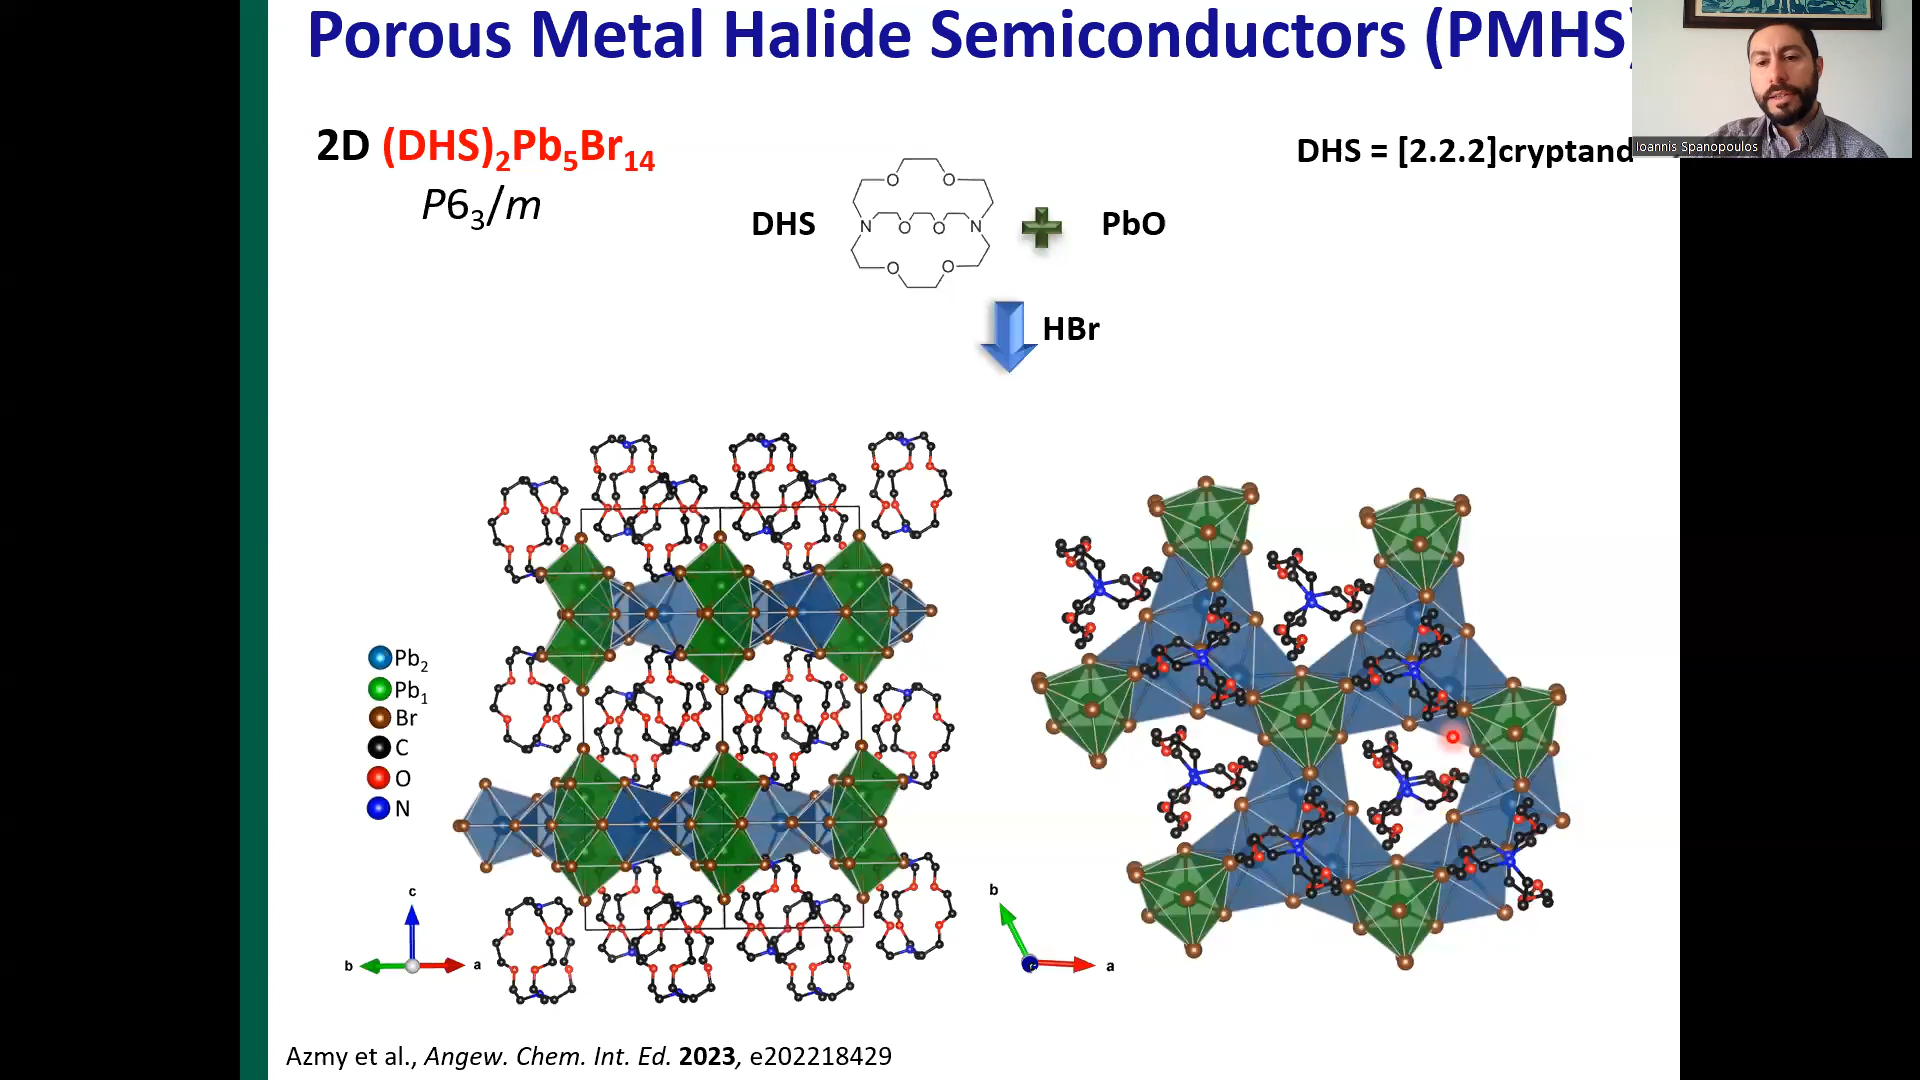 Porous Metal Halide Semiconductors (PMHS)
Ioannis Spanopoulos
2D (DHS)₂Pb₅Br₁₄
P6₃/m
DHS = [2.2.2]cryptand
DHS
O O
N O O N
O O
PbO
HBr
Pb₂
Pb₁
Br
C
O
N
c
b
a
b
c
a
Azmy et al., Angew. Chem. Int. Ed. 2023, e202218429